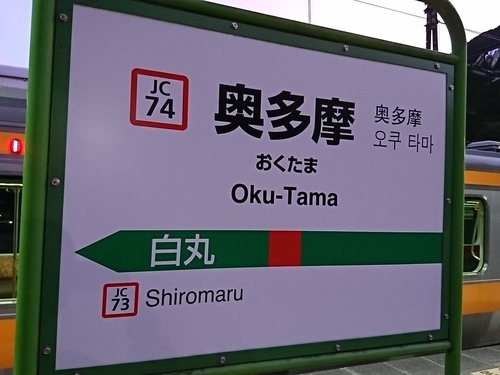 JC
74
奥多摩
奥多摩
오쿠 타마
おくたま
Oku-Tama
白丸
JC
73
Shiromaru